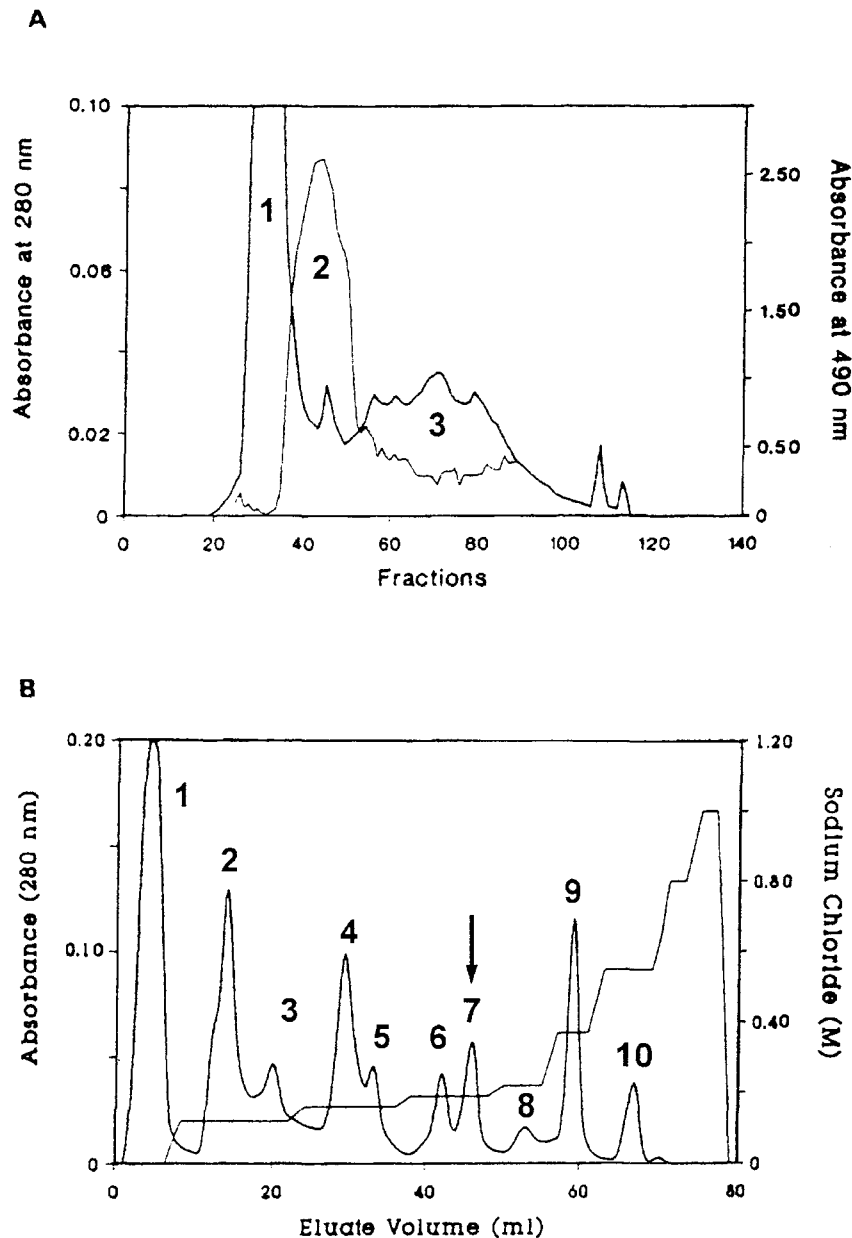 A
Absorbance at 280 nm
0.10
0.06
0.02
0
Absorbance at 490 nm
2.50
1.50
0.50
0
1
2
3
0 20 40 60 80 100 120 140
Fractions
B
Absorbance (280 nm)
0.20
0.10
0
Sodium Chloride (M)
1.20
0.80
0.40
0
1
2
3
4
5
6
7
8
9
10
0 20 40 60 80
Eluate Volume (ml)